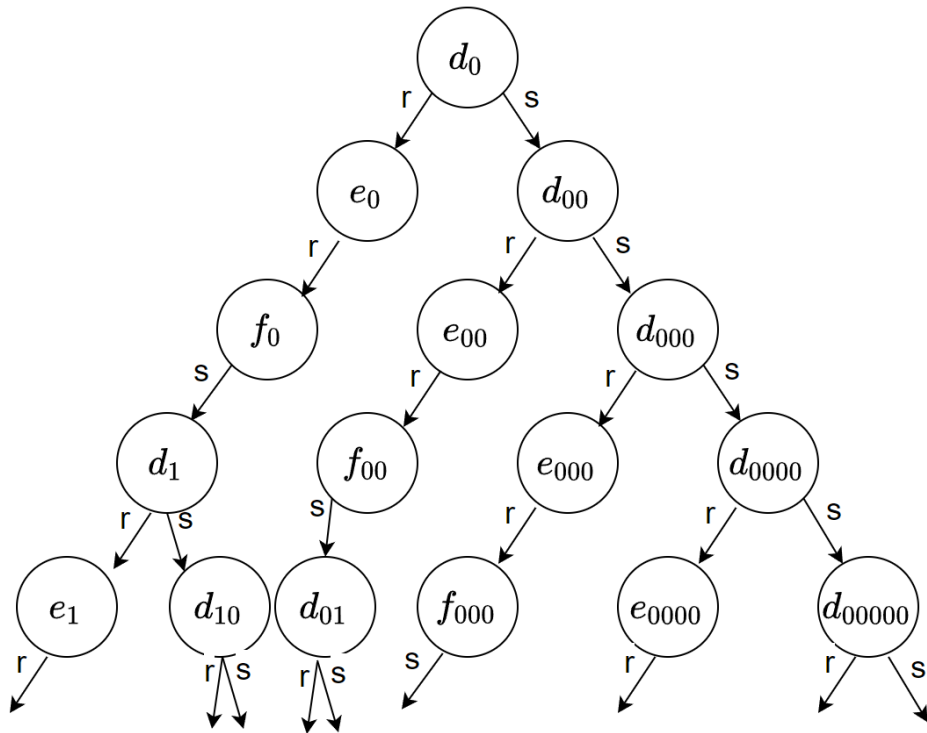 d₀
r s
e₀ d₀₀
r r s
f₀ e₀₀ d₀₀₀
s r r s
d₁ f₀₀ e₀₀₀ d₀₀₀₀
r s s r r s
e₁ d₁₀ d₀₁ f₀₀₀ e₀₀₀₀ d₀₀₀₀₀
r r s r s s r r s